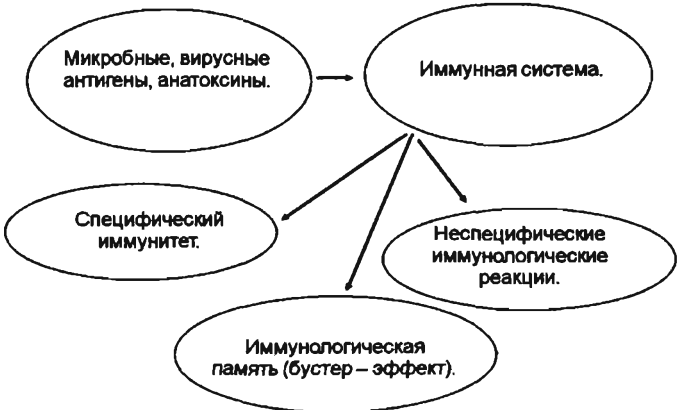 Микробные, вирусные
антигены, анатоксины.
Иммунная система.
Специфический
иммунитет.
Неспецифические
иммунологические
реакции.
Иммунологическая
память (бустер – эффект).